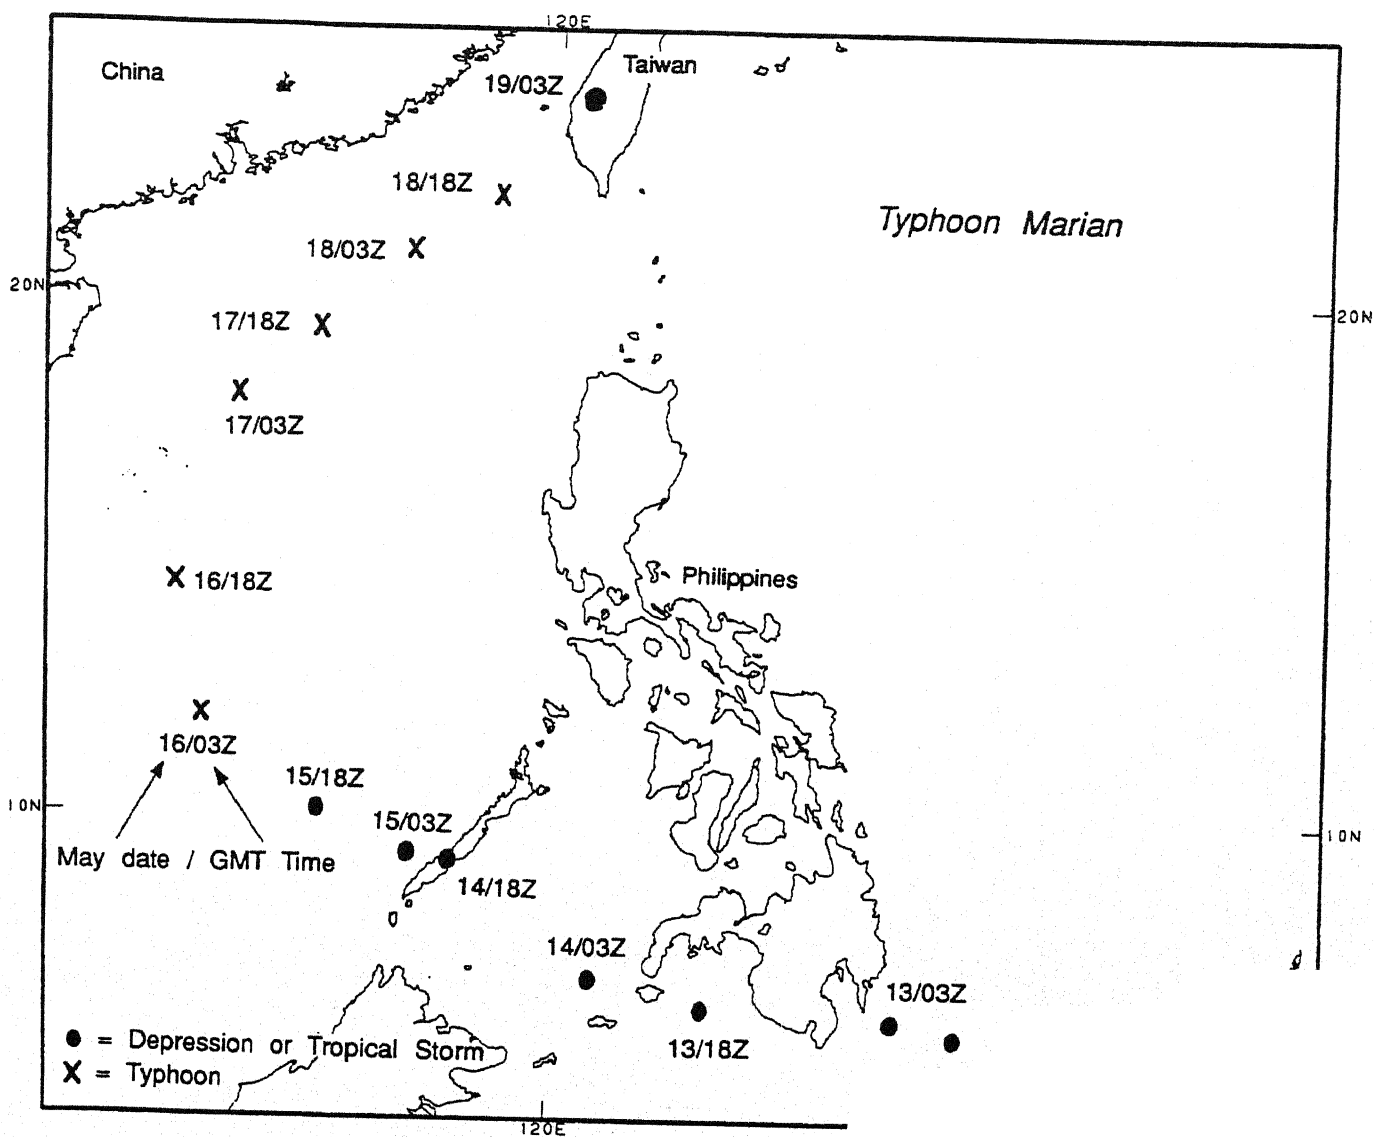 120E
China
Taiwan
19/03Z
18/18Z
Typhoon Marian
18/03Z
20N
20N
17/18Z
17/03Z
16/18Z
Philippines
16/03Z
15/18Z
10N
15/03Z
10N
May date / GMT Time
14/18Z
14/03Z
13/03Z
= Depression or Tropical Storm
13/18Z
X = Typhoon
120E